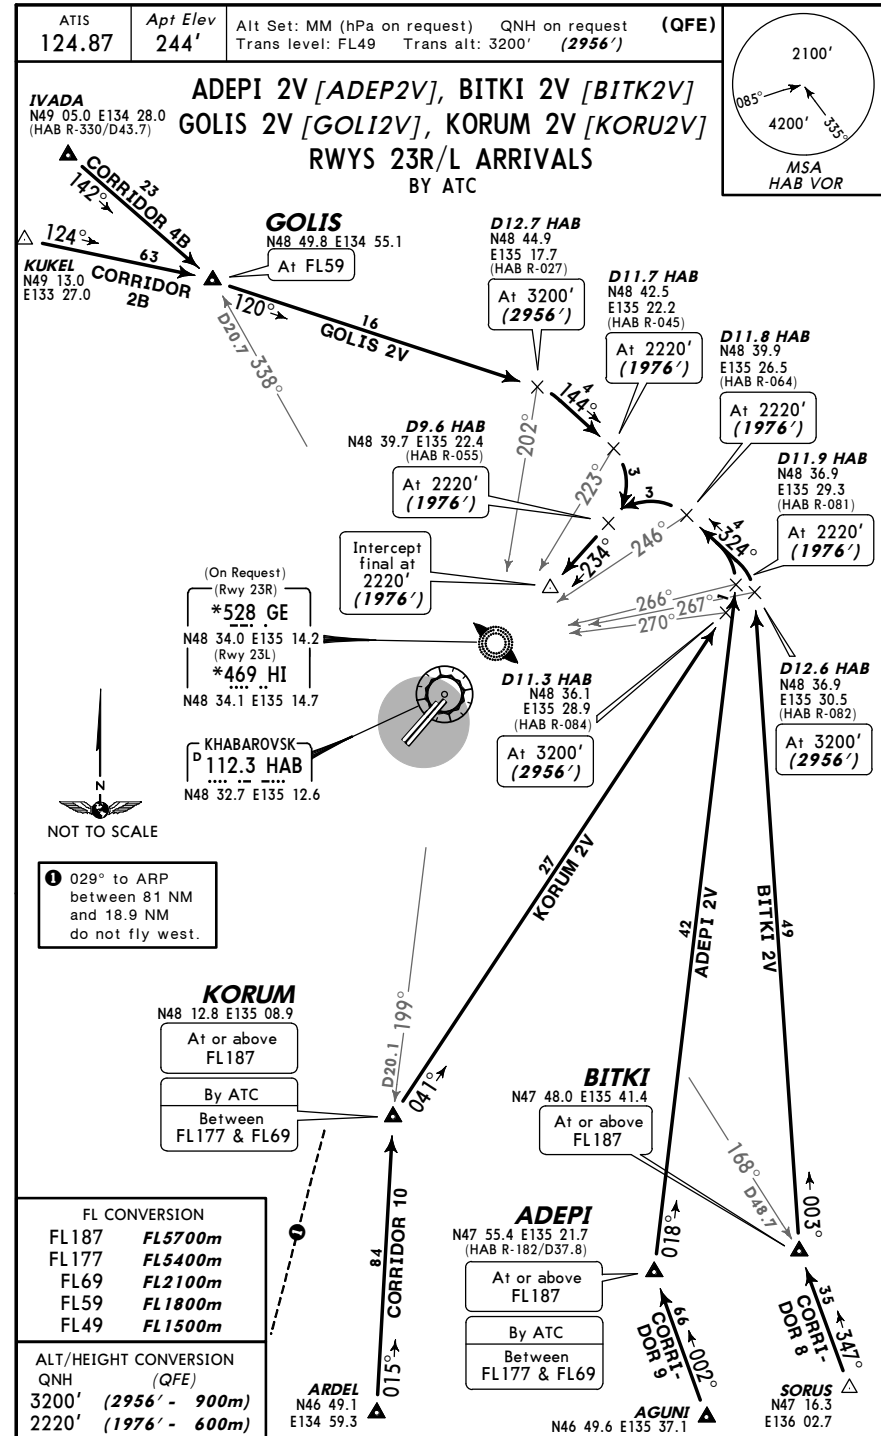 ATIS
124.87
Apt Elev
244'
Alt Set: MM (hPa on request) QNH on request (QFE)
Trans level: FL49 Trans alt: 3200' (2956')
2100'
085°
335°
4200'
MSA
HAB VOR
ADEPI 2V [ADEP2V], BITKI 2V [BITK2V]
GOLIS 2V [GOLI2V], KORUM 2V [KORU2V]
RWYS 23R/L ARRIVALS
BY ATC
IVADA
N49 05.0 E134 28.0
(HAB R-330/D43.7)
142°
23
CORRIDOR 4B
124°
63
CORRIDOR
2B
KUKEL
N49 13.0
E133 27.0
GOLIS
N48 49.8 E134 55.1
At FL59
120°
16
GOLIS 2V
D20.7 338°
D12.7 HAB
N48 44.9
E135 17.7
(HAB R-027)
At 3200'
(2956')
D11.7 HAB
N48 42.5
E135 22.2
(HAB R-045)
At 2220'
(1976')
D11.8 HAB
N48 39.9
E135 26.5
(HAB R-064)
At 2220'
(1976')
D11.9 HAB
N48 36.9
E135 29.3
(HAB R-081)
At 2220'
(1976')
D9.6 HAB
N48 39.7 E135 22.4
(HAB R-055)
At 2220'
(1976')
144°
4
202°
223°
3
3
234°
246°
4
324°
266°
267°
270°
1
Intercept
final at
2220'
(1976')
(On Request)
(Rwy 23R)
*528 GE
N48 34.0 E135 14.2
(Rwy 23L)
*469 HI
N48 34.1 E135 14.7
KHABAROVSK
D 112.3 HAB
N48 32.7 E135 12.6
D11.3 HAB
N48 36.1
E135 28.9
(HAB R-084)
At 3200'
(2956')
D12.6 HAB
N48 36.9
E135 30.5
(HAB R-082)
At 3200'
(2956')
N
NOT TO SCALE
1 029° to ARP
between 81 NM
and 18.9 NM
do not fly west.
27
KORUM 2V
42
ADEPI 2V
49
BITKI 2V
KORUM
N48 12.8 E135 08.9
At or above
FL187
By ATC
Between
FL177 & FL69
D20.1 199°
041°
BITKI
N47 48.0 E135 41.4
At or above
FL187
168° D48.7
003°
ADEPI
N47 55.4 E135 21.7
(HAB R-182/D37.8)
At or above
FL187
By ATC
Between
FL177 & FL69
018°
1
84
CORRIDOR 10
015°
ARDEL
N46 49.1
E134 59.3
66
002°
CORRI-
DOR 9
AGUNI
N46 49.6 E135 37.1
35
347°
CORRI-
DOR 8
SORUS
N47 16.3
E136 02.7
FL CONVERSION
FL187 FL5700m
FL177 FL5400m
FL69 FL2100m
FL59 FL1800m
FL49 FL1500m
ALT/HEIGHT CONVERSION
QNH (QFE)
3200' (2956' - 900m)
2220' (1976' - 600m)